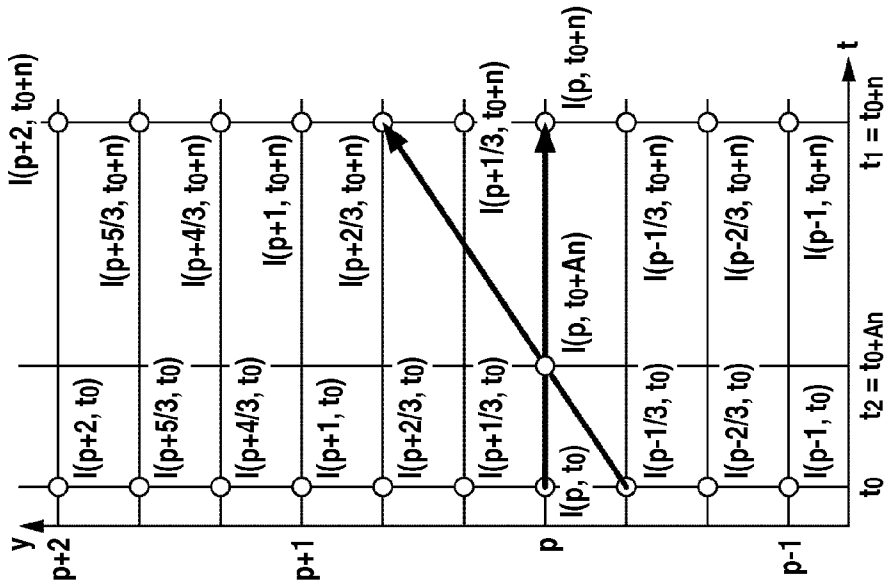 y
p+2
p+1
p
p-1
I(p+2, t0)
I(p+5/3, t0)
I(p+4/3, t0)
I(p+1, t0)
I(p+2/3, t0)
I(p+1/3, t0)
I(p, t0)
I(p-1/3, t0)
I(p-2/3, t0)
I(p-1, t0)
I(p, t0+An)
I(p+2, t0+n)
I(p+5/3, t0+n)
I(p+4/3, t0+n)
I(p+1, t0+n)
I(p+2/3, t0+n)
I(p+1/3, t0+n)
I(p, t0+n)
I(p-1/3, t0+n)
I(p-2/3, t0+n)
I(p-1, t0+n)
t0
t2 = t0+An
t1 = t0+n
t